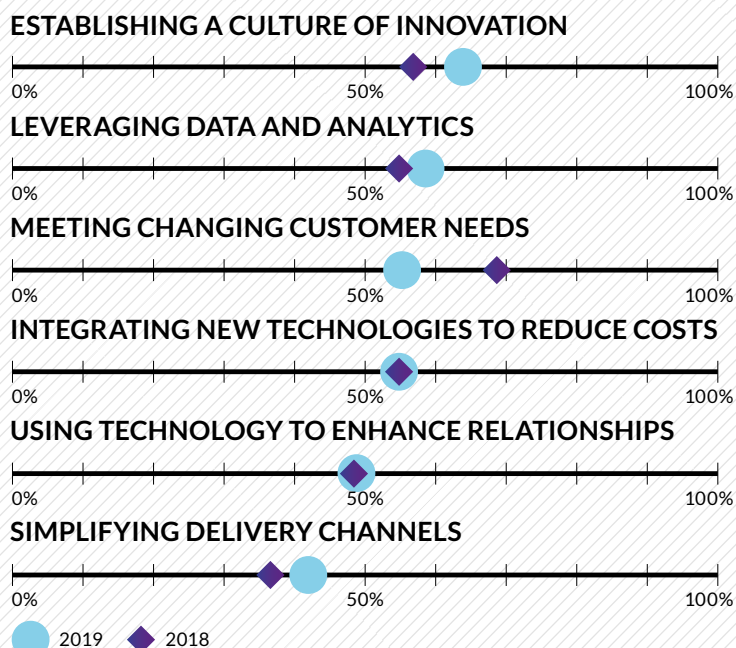 ESTABLISHING A CULTURE OF INNOVATION
0% 50% 100%
LEVERAGING DATA AND ANALYTICS
0% 50% 100%
MEETING CHANGING CUSTOMER NEEDS
0% 50% 100%
INTEGRATING NEW TECHNOLOGIES TO REDUCE COSTS
0% 50% 100%
USING TECHNOLOGY TO ENHANCE RELATIONSHIPS
0% 50% 100%
SIMPLIFYING DELIVERY CHANNELS
0% 50% 100%
2019 2018